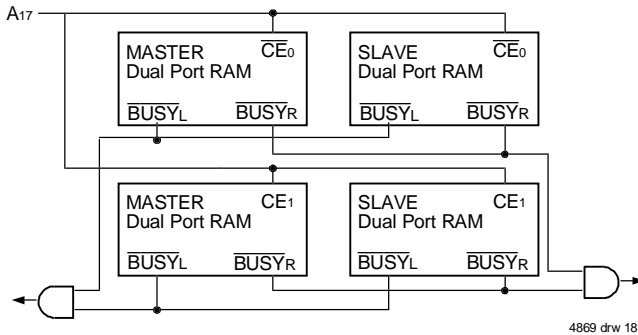 A17
MASTER CE0 SLAVE CE0
Dual Port RAM Dual Port RAM
BUSYL BUSYR BUSYL BUSYR
MASTER CE1 SLAVE CE1
Dual Port RAM Dual Port RAM
BUSYL BUSYR BUSYL BUSYR
4869 drw 18